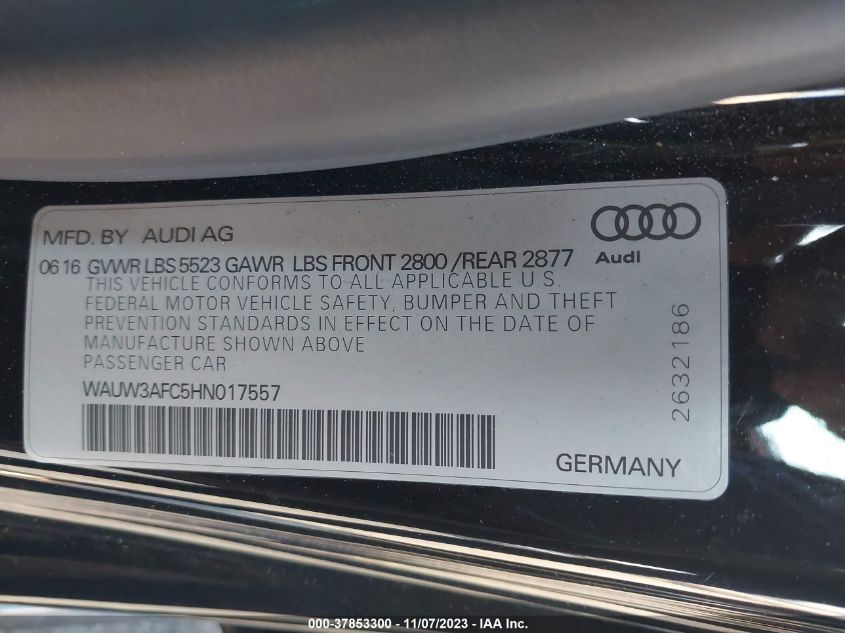 MFD. BY AUDI AG
Audi
06 16 GVWR LBS 5523 GAWR LBS FRONT 2800 /REAR 2877
THIS VEHICLE CONFORMS TO ALL APPLICABLE U.S.
FEDERAL MOTOR VEHICLE SAFETY, BUMPER AND THEFT
PREVENTION STANDARDS IN EFFECT ON THE DATE OF
MANUFACTURE SHOWN ABOVE
PASSENGER CAR
WAUW3AFC5HN017557
2632186
GERMANY
000 -37853300 - 11/07/2023 - IAA Inc.